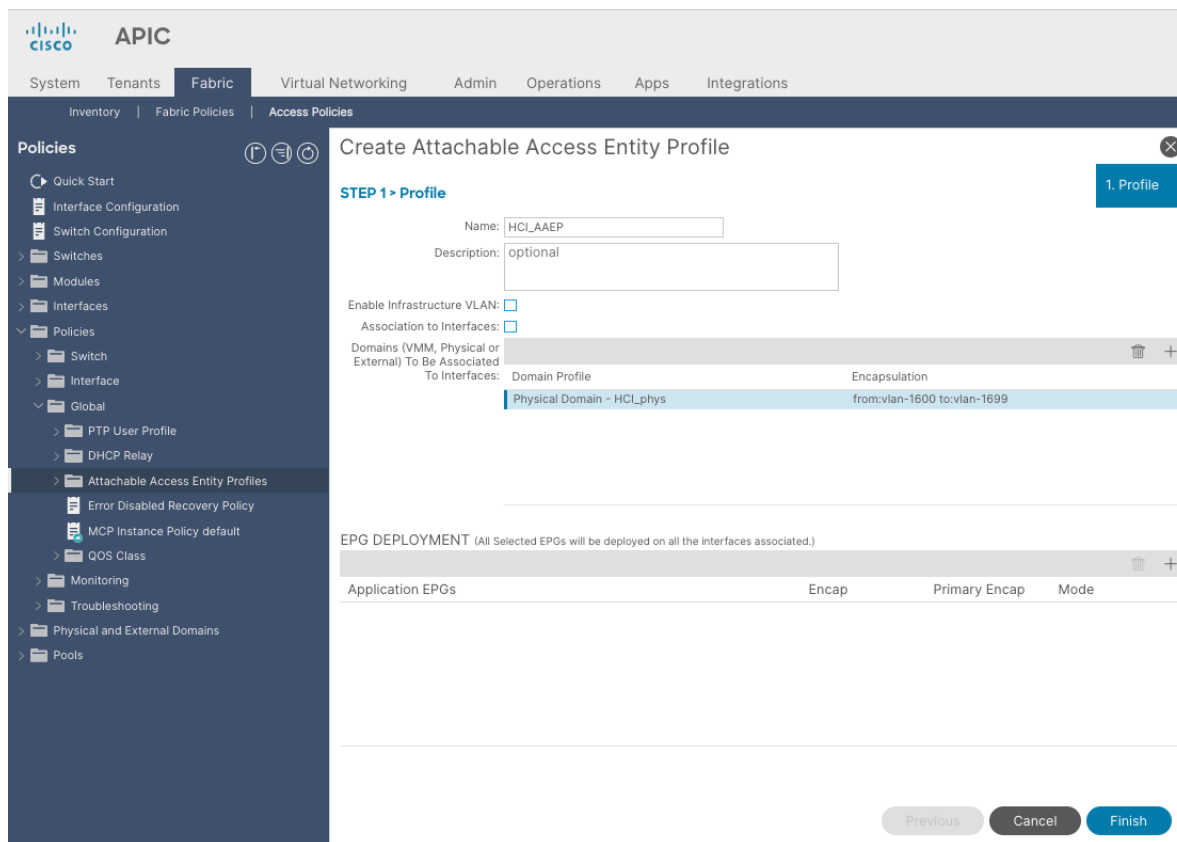 CISCO APIC
System Tenants Fabric Virtual Networking Admin Operations Apps Integrations
Inventory | Fabric Policies | Access Policies
Policies
Quick Start
Interface Configuration
Switch Configuration
Switches
Modules
Interfaces
Policies
Switch
Interface
Global
PTP User Profile
DHCP Relay
Attachable Access Entity Profiles
Error Disabled Recovery Policy
MCP Instance Policy default
QOS Class
Monitoring
Troubleshooting
Physical and External Domains
Pools
Create Attachable Access Entity Profile
1. Profile
STEP 1 > Profile
Name: HCI_AAEP
Description: optional
Enable Infrastructure VLAN:
Association to Interfaces:
Domains (VMM, Physical or
External) To Be Associated
To Interfaces:
Domain Profile Encapsulation
Physical Domain - HCI_phys from:vlan-1600 to:vlan-1699
EPG DEPLOYMENT (All Selected EPGs will be deployed on all the interfaces associated.)
Application EPGs Encap Primary Encap Mode
Previous Cancel Finish